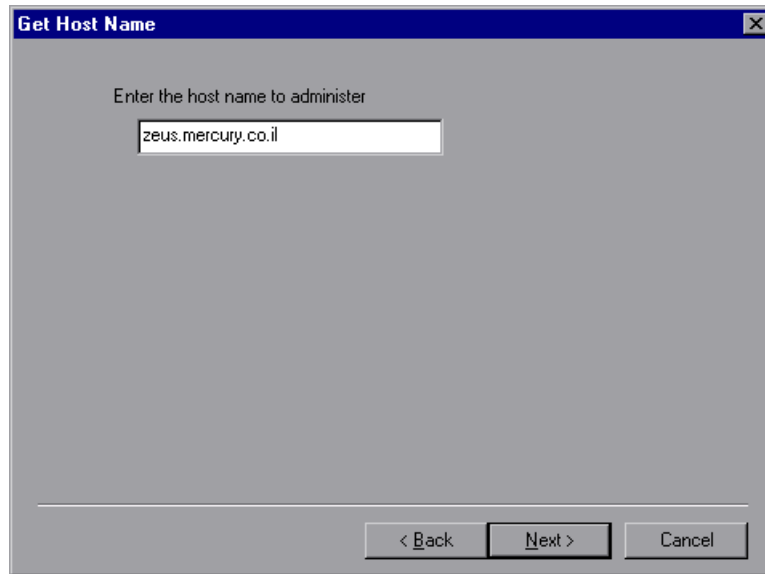 Get Host Name
Enter the host name to administer
zeus.mercury.co.il
< Back Next > Cancel